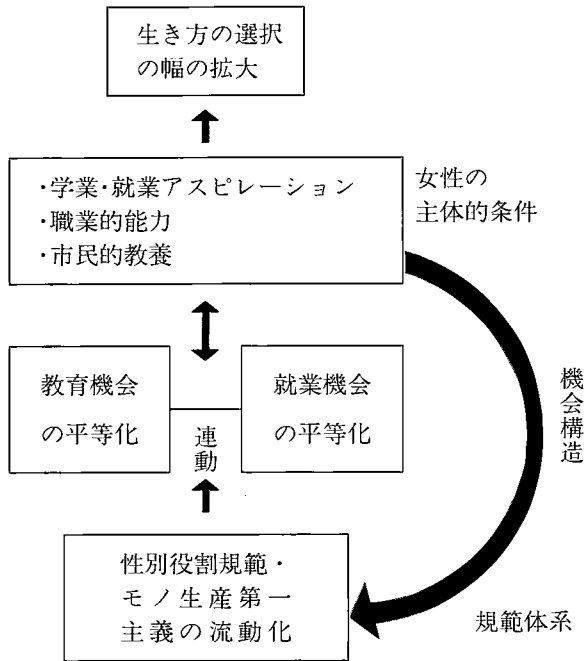 生き方の選択
の幅の拡大
・学業・就業アスピレーション
・職業的能力
・市民的教養
女性の
主体的条件
教育機会
の平等化
連動
就業機会
の平等化
機会構造
性別役割規範・
モノ生産第一
主義の流動化
規範体系